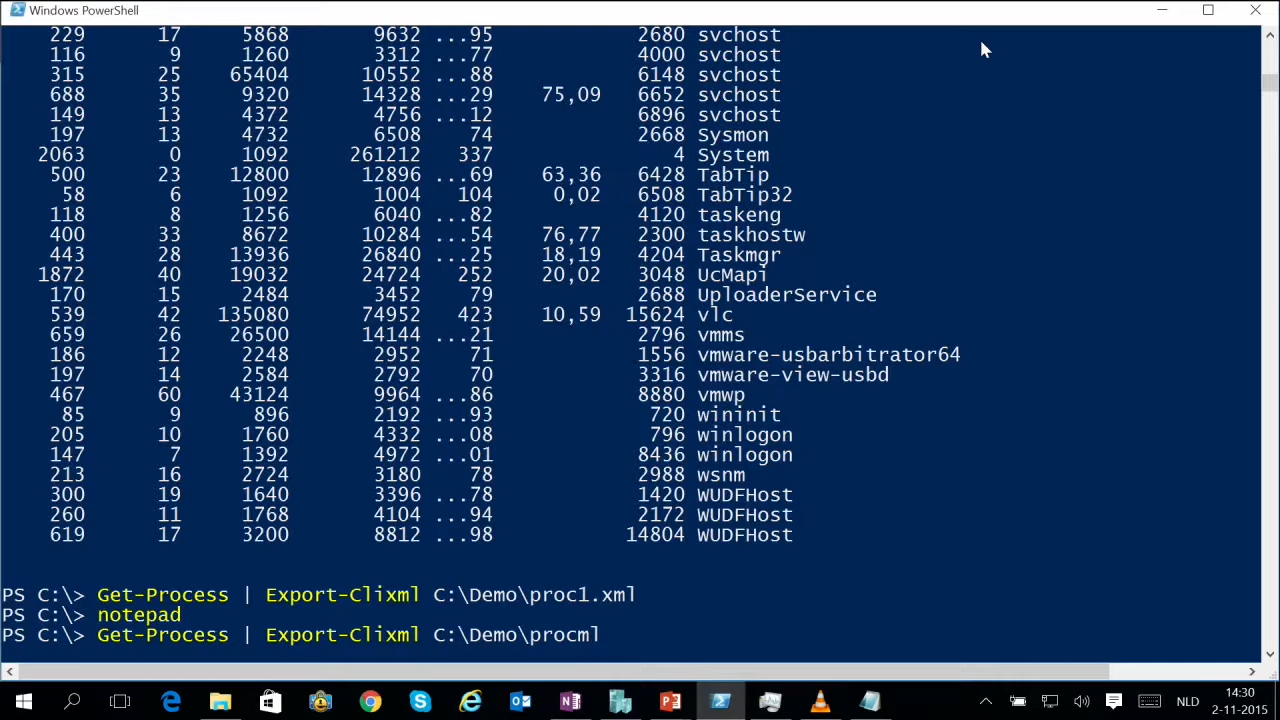 Windows PowerShell
229 17 5868 9632 ...95 2680 svchost
116 9 1260 3312 ...77 4000 svchost
315 25 65404 10552 ...88 6148 svchost
688 35 9320 14328 ...29 75,09 6652 svchost
149 13 4372 4756 ...12 6896 svchost
197 13 4732 6508 74 2668 Sysmon
2063 0 1092 261212 337 4 System
500 23 12800 12896 ...69 63,36 6428 TabTip
58 6 1092 1004 104 0,02 6508 TabTip32
118 8 1256 6040 ...82 4120 taskeng
400 33 8672 10284 ...54 76,77 2300 taskhostw
443 28 13936 26840 ...25 18,19 4204 Taskmgr
1872 40 19032 24724 252 20,02 3048 UcMapi
170 15 2484 3452 79 2688 UploaderService
539 42 135080 74952 423 10,59 15624 vlc
659 26 26500 14144 ...21 2796 vmms
186 12 2248 2952 71 1556 vmware-usbarbitrator64
197 14 2584 2792 70 3316 vmware-view-usbd
467 60 43124 9964 ...86 8880 vmwp
85 9 896 2192 ...93 720 wininit
205 10 1760 4332 ...08 796 winlogon
147 7 1392 4972 ...01 8436 winlogon
213 16 2724 3180 78 2988 wsnm
300 19 1640 3396 ...78 1420 WUDFHost
260 11 1768 4104 ...94 2172 WUDFHost
619 17 3200 8812 ...98 14804 WUDFHost
PS C:\> Get-Process | Export-Clixml C:\Demo\proc1.xml
PS C:\> notepad
PS C:\> Get-Process | Export-Clixml C:\Demo\procml
NLD
14:30
2-11-2015